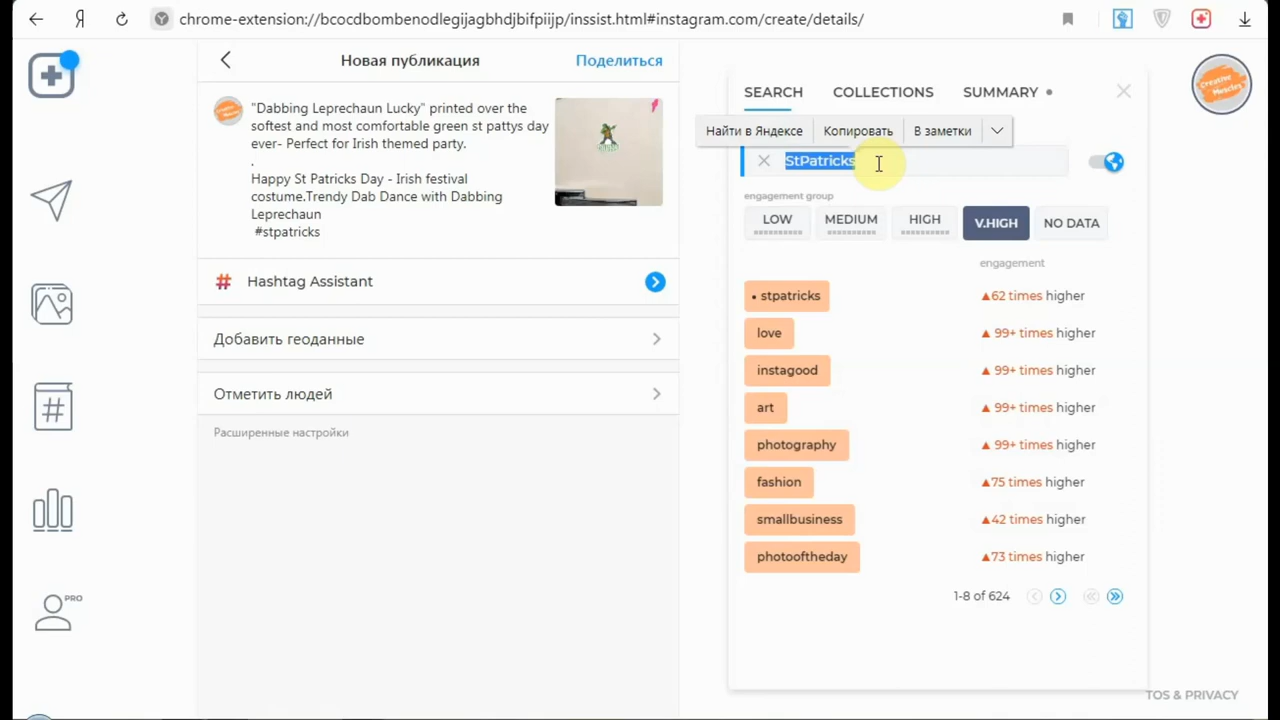 chrome-extension://bcocdbombenodlegijagbhdjbifpiijp/inssist.html#instagram.com/create/details/
Новая публикация
Поделиться
"Dabbing Leprechaun Lucky" printed over the
softest and most comfortable green st pattys day
ever- Perfect for Irish themed party.
.
Happy St Patricks Day - Irish festival
costume.Trendy Dab Dance with Dabbing
Leprechaun
#stpatricks
# Hashtag Assistant
Добавить геоданные
Отметить людей
Расширенные настройки
PRO
SEARCH
COLLECTIONS
SUMMARY
Creative Muscles
Найти в Яндексе
Копировать
В заметки
StPatricks
engagement group
LOW
MEDIUM
HIGH
V.HIGH
NO DATA
engagement
• stpatricks ▲62 times higher
love ▲ 99+ times higher
instagood ▲ 99+ times higher
art ▲ 99+ times higher
photography ▲ 99+ times higher
fashion ▲75 times higher
smallbusiness ▲42 times higher
photooftheday ▲73 times higher
1-8 of 624
TOS & PRIVACY